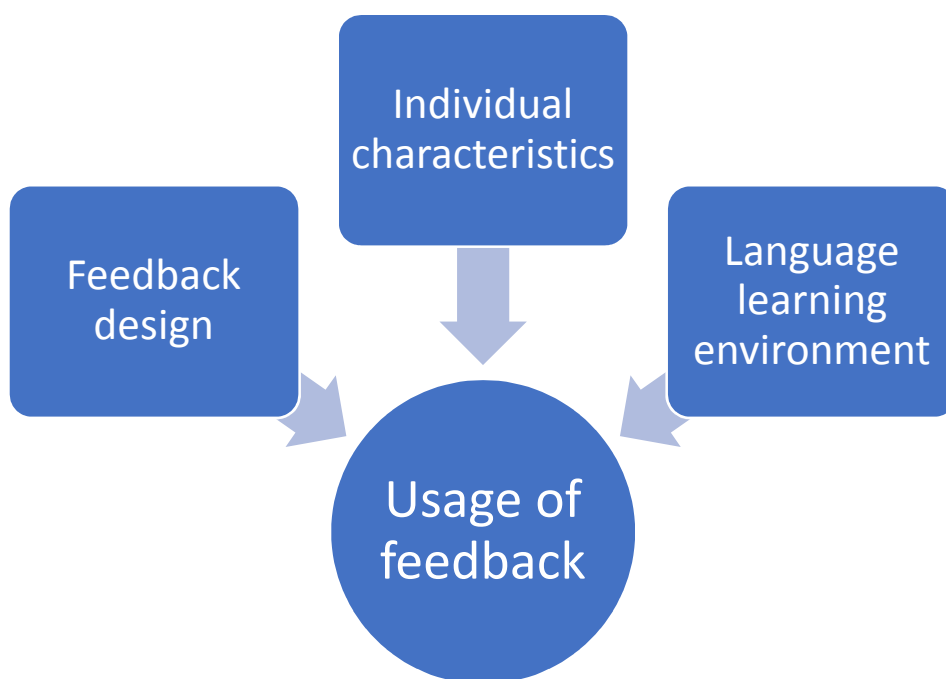 Individual
characteristics
Feedback
design
Language
learning
environment
Usage of
feedback